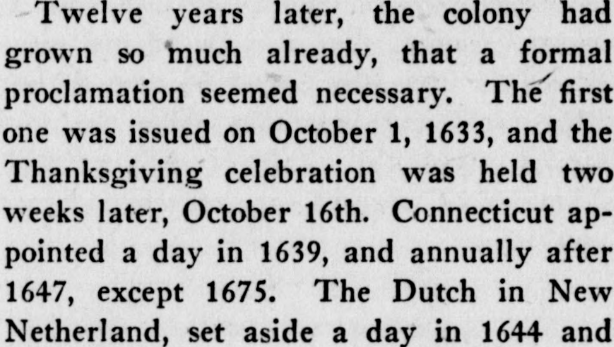 Twelve years later, the colony had
grown so much already, that a formal
proclamation seemed necessary. The first
one was issued on October 1, 1633, and the
Thanksgiving celebration was held two
weeks later, October 16th. Connecticut ap-
pointed a day in 1639, and annually after
1647, except 1675. The Dutch in New
Netherland, set aside a day in 1644 and